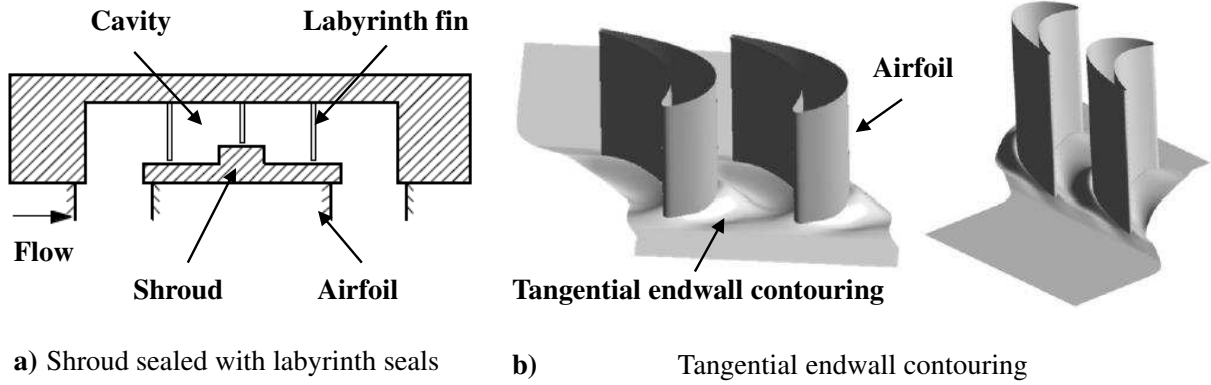 Cavity
Labyrinth fin
Flow
Shroud
Airfoil
a) Shroud sealed with labyrinth seals
Airfoil
Tangential endwall contouring
b) Tangential endwall contouring